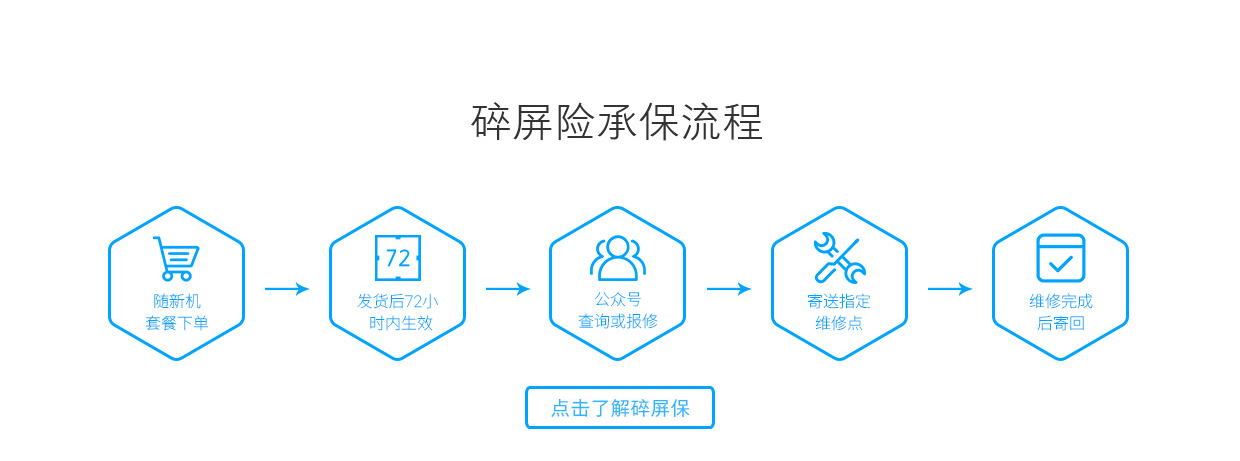 碎屏险承保流程
随新机
套餐下单
72
发货后72小
时内生效
公众号
查询或报修
寄送指定
维修点
维修完成
后寄回
点击了解碎屏保